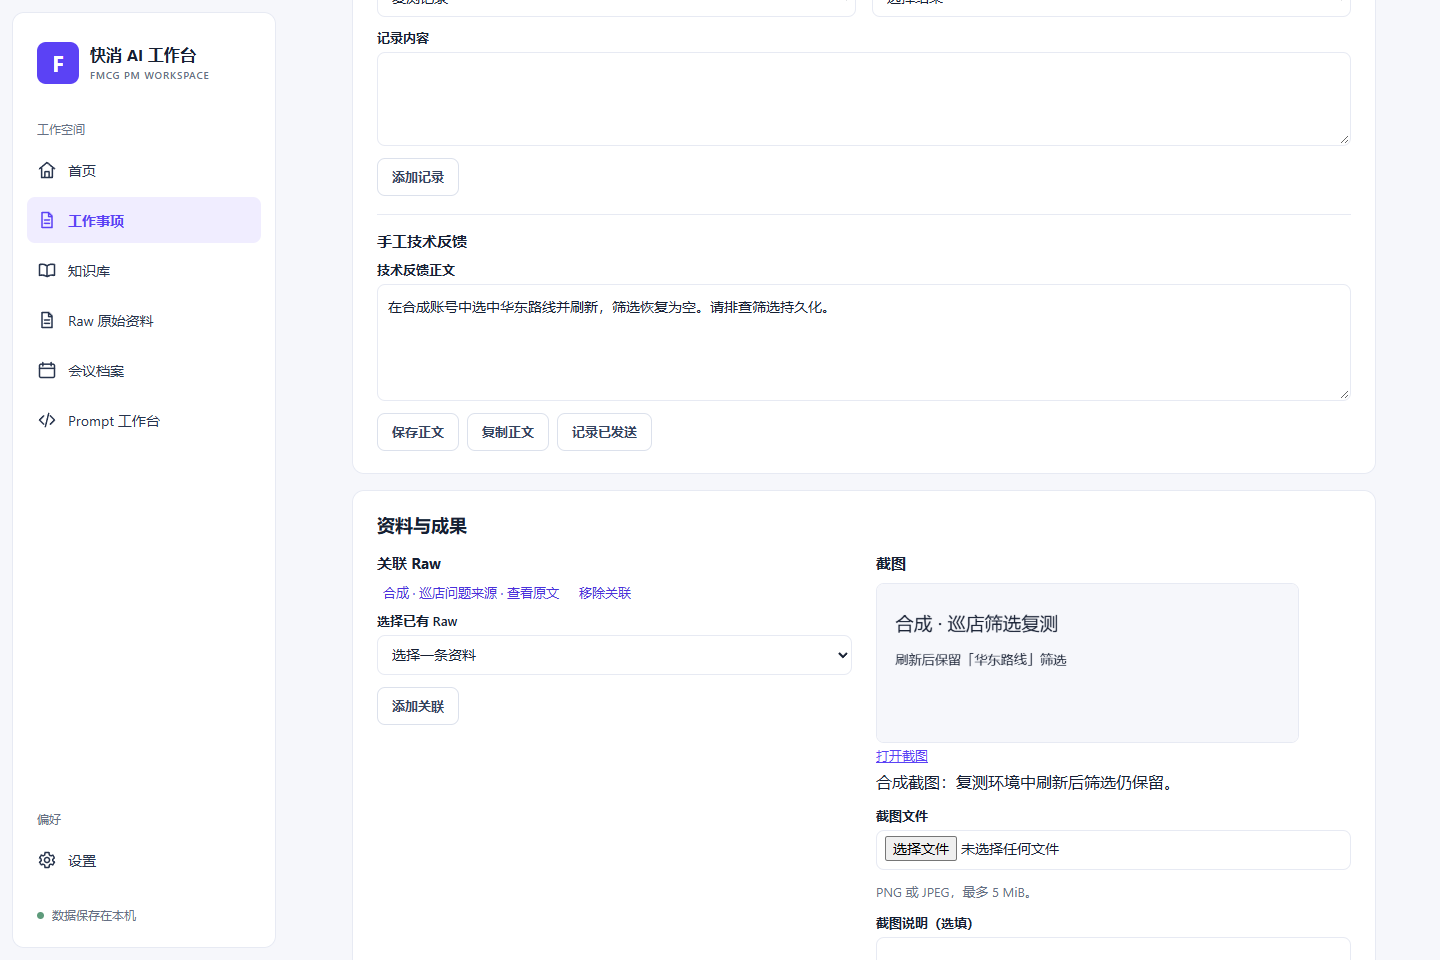 F
快消 AI 工作台
FMCG PM WORKSPACE
工作空间
首页
工作事项
知识库
Raw 原始资料
会议档案
Prompt 工作台
偏好
设置
数据保存在本机
记录内容
添加记录
手工技术反馈
技术反馈正文
在合成账号中选中华东路线并刷新，筛选恢复为空。请排查筛选持久化。
保存正文
复制正文
记录已发送
资料与成果
关联 Raw
合成 · 巡店问题来源 · 查看原文
移除关联
选择已有 Raw
选择一条资料
添加关联
截图
合成 · 巡店筛选复测
刷新后保留「华东路线」筛选
打开截图
合成截图：复测环境中刷新后筛选仍保留。
截图文件
选择文件 未选择任何文件
PNG 或 JPEG，最多 5 MiB。
截图说明（选填）